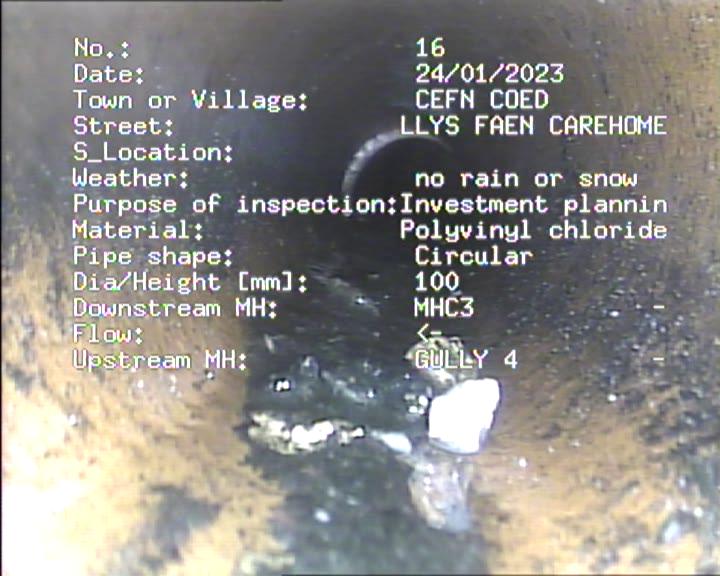 No.: 16
Date: 24/01/2023
Town or Village: CEFN COED
Street: LLYS FAEN CAREHOME
S_Location:
Weather: no rain or snow
Purpose of inspection:Investment plannin
Material: Polyvinyl chloride
Pipe shape: Circular
Dia/Height [mm]: 100
Downstream MH: MHC3 -
Flow: <-
Upstream MH: GULLY 4 -